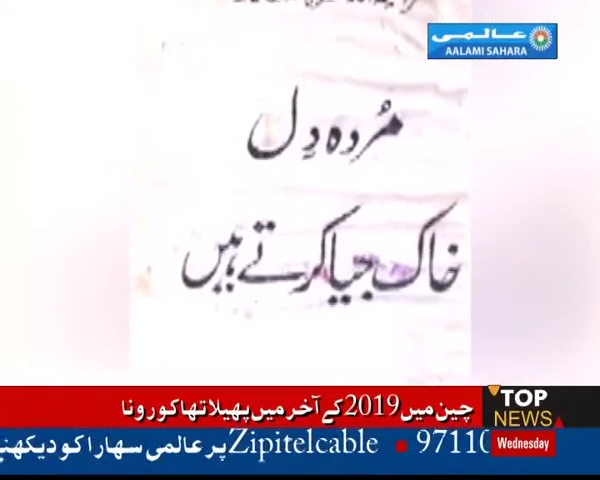 عالمی
AALAMI SAHARA
مُردہ دِل
خاک جیا کرتے ہیں
چین میں 2019 کے آخر میں پھیلا تھا کورونا
TOP
NEWS
Wednesday
پر عالمی سہارا کو دیکھنے Zipitelcable ▪ 97110